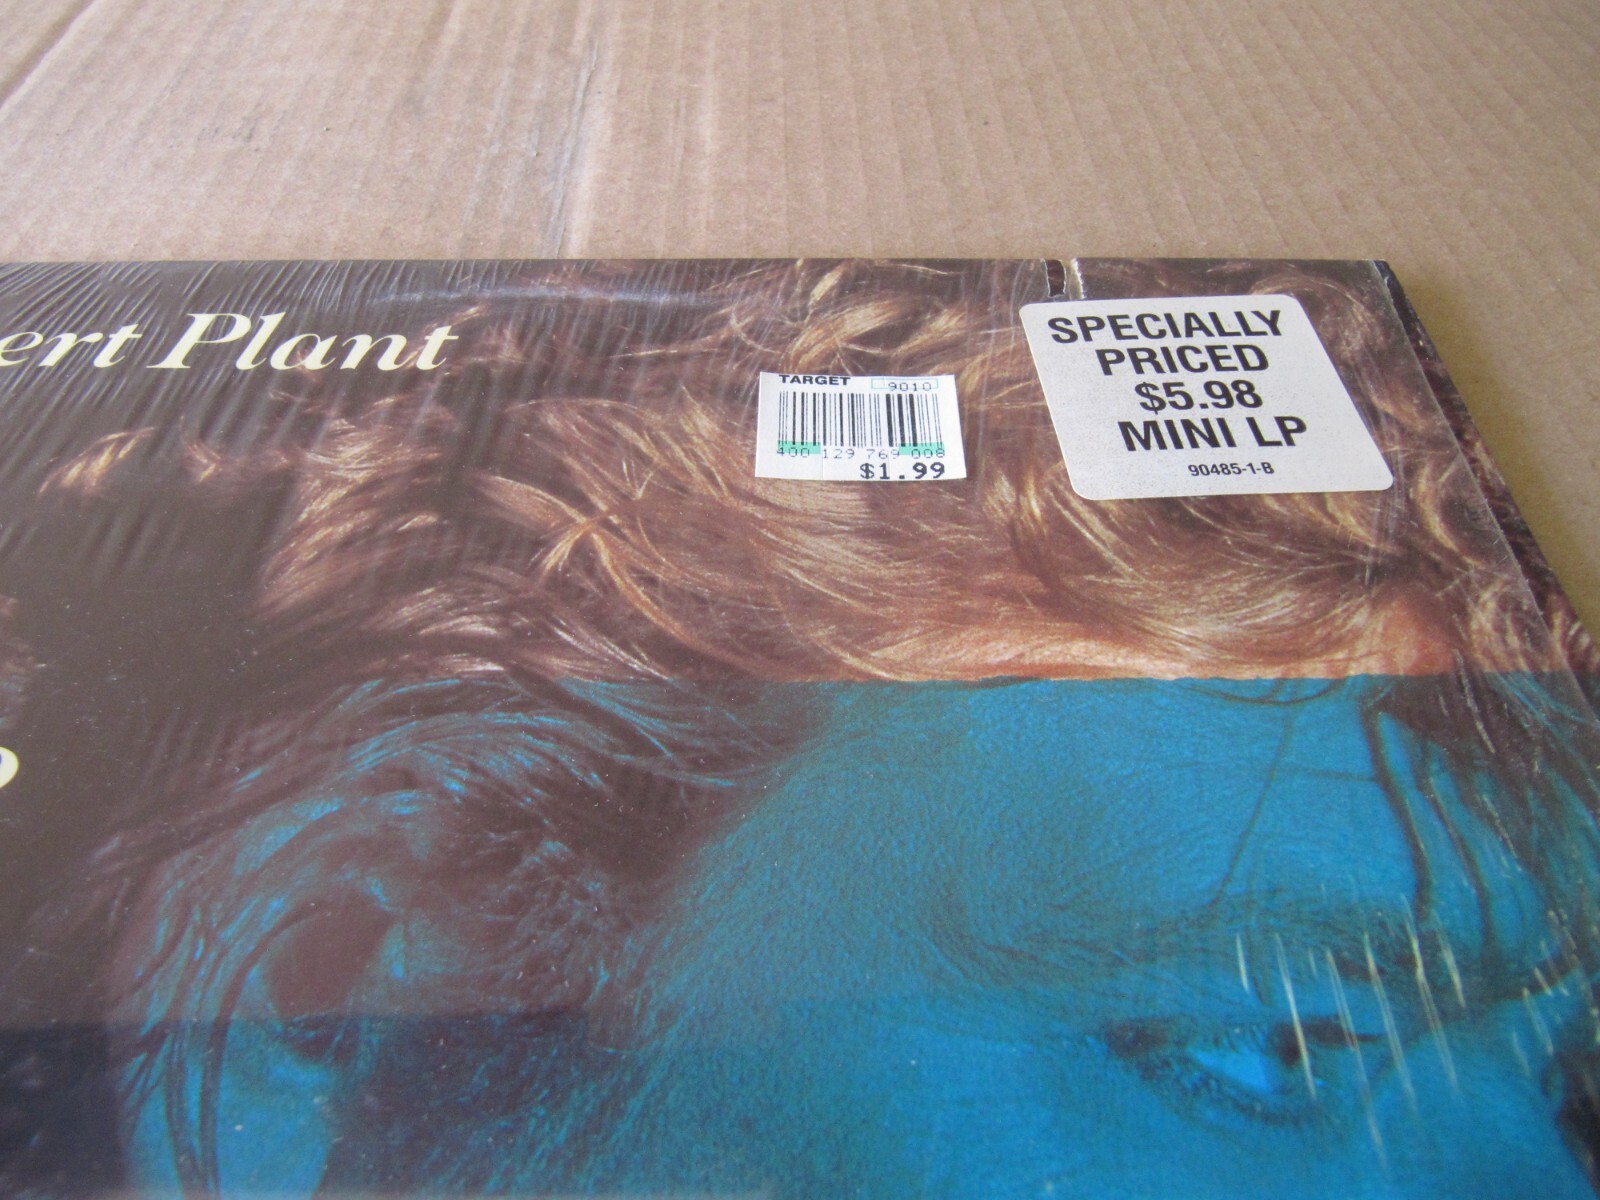 ert Plant
TARGET 9010
400 129 769 008
$1.99
SPECIALLY
PRICED
$5.98
MINI LP
90485-1-B